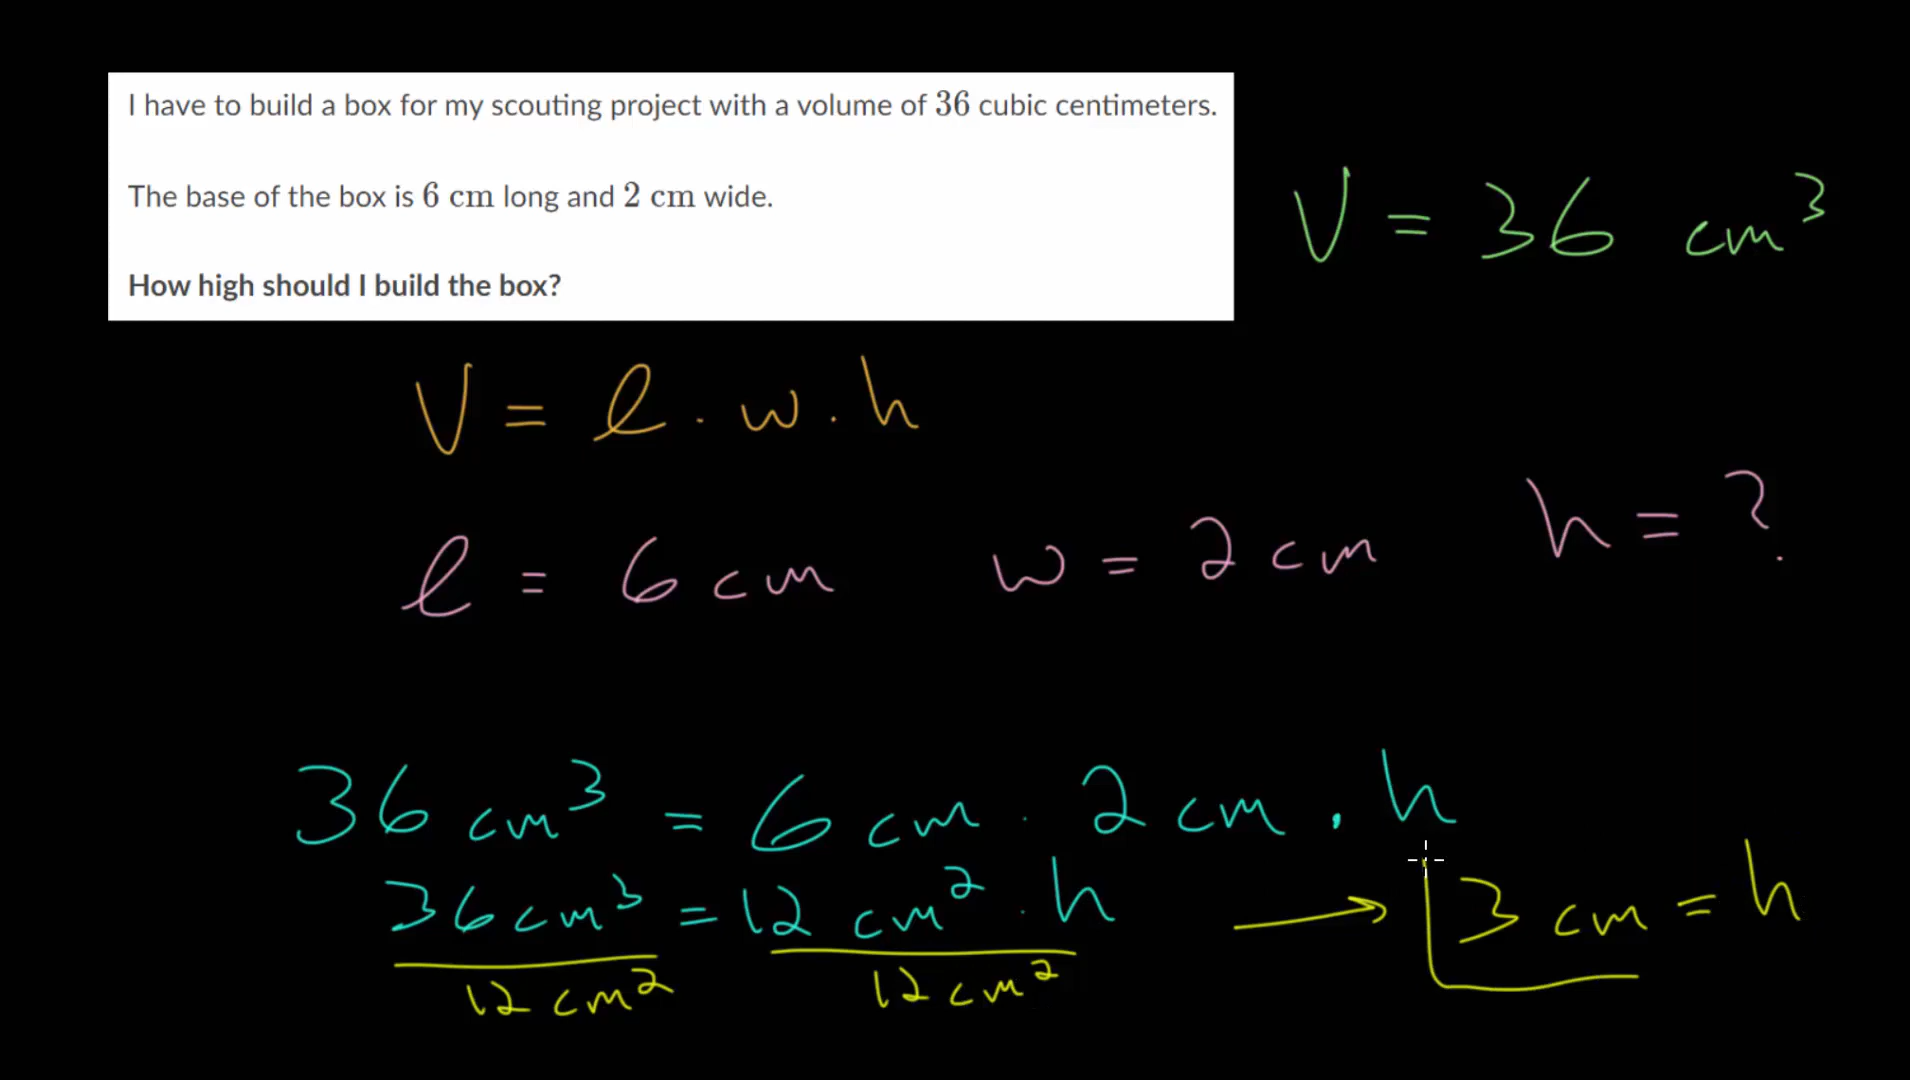 I have to build a box for my scouting project with a volume of 36 cubic centimeters.
The base of the box is 6 cm long and 2 cm wide.
How high should I build the box?
V = 36 cm³
V = l · w · h
l = 6 cm w = 2 cm h = ?
36 cm³ = 6 cm · 2 cm · h
36 cm³ = 12 cm² · h → 3 cm = h
12 cm² 12 cm²